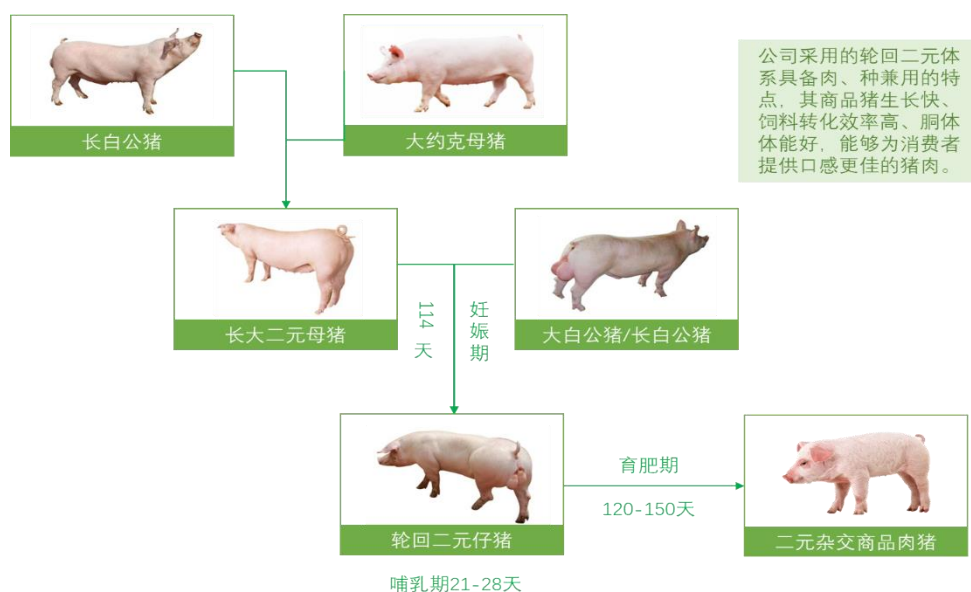 长白公猪
大约克母猪
公司采用的轮回二元体
系具备肉、种兼用的特
点，其商品猪生长快、
饲料转化效率高、胴体
体能好，能够为消费者
提供口感更佳的猪肉。
长大二元母猪
大白公猪/长白公猪
114天
妊娠期
轮回二元仔猪
育肥期
120-150天
二元杂交商品肉猪
哺乳期21-28天